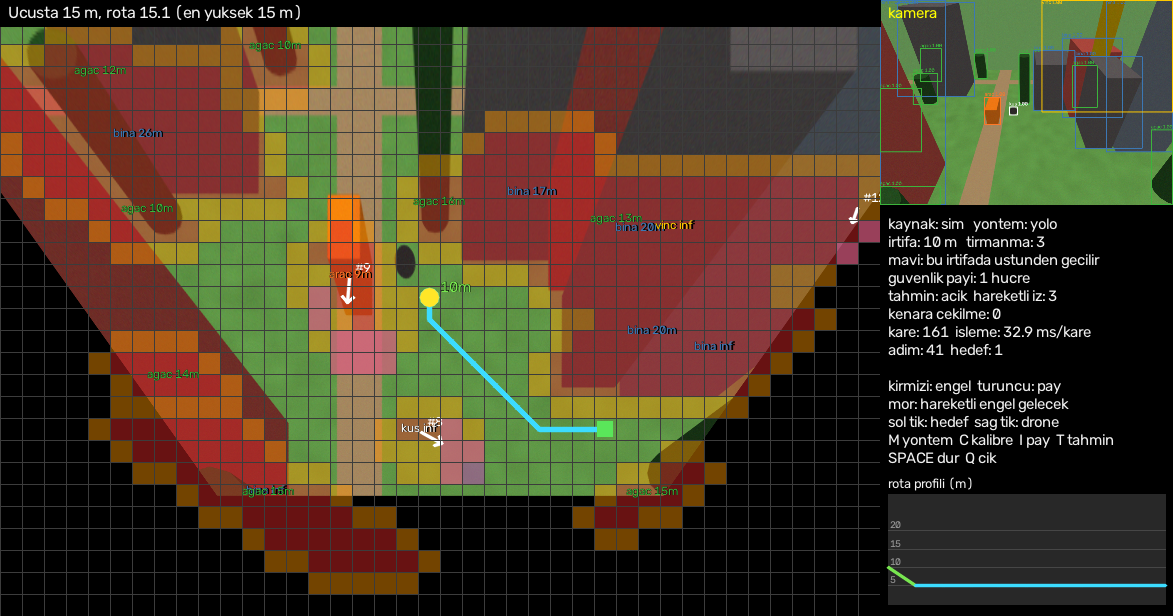 Ucusta 15 m, rota 15.1 (en yuksek 15 m)
kamera
agac 10m
agac 12m
bina 26m
agac 10m
agac 16m
bina 17m
agac 13m
vinc inf
#9
arac 9m
10m
bina 20m
bina inf
agac 14m
kus inf
agac 15m
kaynak: sim yontem: yolo
irtifa: 10 m tirmanma: 3
mavi: bu irtifada ustunden gecilir
guvenlik payi: 1 hucre
tahmin: acik hareketli iz: 3
kenara cekilme: 0
kare: 161 isleme: 32.9 ms/kare
adim: 41 hedef: 1
kirmizi: engel turuncu: pay
mor: hareketli engel gelecek
sol tik: hedef sag tik: drone
M yontem C kalibre I pay T tahmin
SPACE dur Q cik
rota profili (m)
20
15
10
5